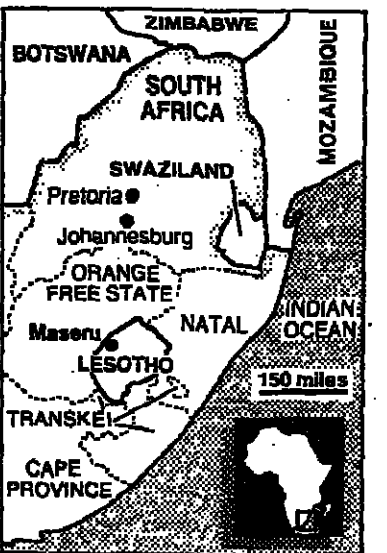 ZIMBABWE
BOTSWANA
MOZAMBIQUE
SOUTH
AFRICA
SWAZILAND
Pretoria
Johannesburg
ORANGE
FREE STATE
NATAL
INDIAN
OCEAN
Maseru
LESOTHO
150 miles
TRANSKEI
CAPE
PROVINCE